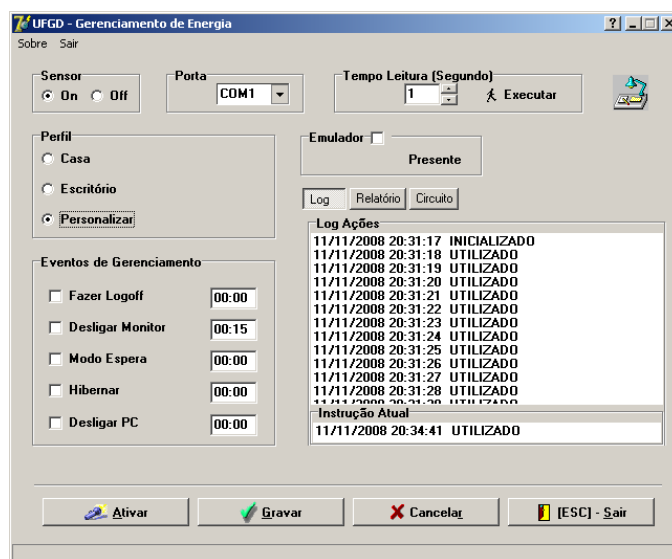 UFGD - Gerenciamento de Energia
Sobre Sair
Sensor
On Off
Porta
COM1
Tempo Leitura (Segundo)
1 Executar
Perfil
Casa
Escritório
Personalizar
Emulador
Presente
Log Relatório Circuito
Log Ações
11/11/2008 20:31:17 INICIALIZADO
11/11/2008 20:31:18 UTILIZADO
11/11/2008 20:31:19 UTILIZADO
11/11/2008 20:31:20 UTILIZADO
11/11/2008 20:31:21 UTILIZADO
11/11/2008 20:31:22 UTILIZADO
11/11/2008 20:31:23 UTILIZADO
11/11/2008 20:31:24 UTILIZADO
11/11/2008 20:31:25 UTILIZADO
11/11/2008 20:31:26 UTILIZADO
11/11/2008 20:31:27 UTILIZADO
11/11/2008 20:31:28 UTILIZADO
Instrução Atual
11/11/2008 20:34:41 UTILIZADO
Eventos de Gerenciamento
Fazer Logoff 00:00
Desligar Monitor 00:15
Modo Espera 00:00
Hibernar 00:00
Desligar PC 00:00
Ativar Gravar Cancelar [ESC] - Sair